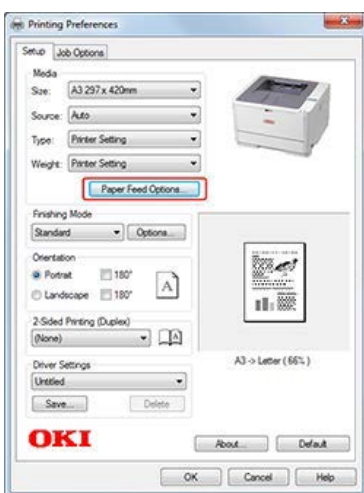 Printing Preferences
Setup Job Options
Media
Size: A3 297 x 420mm
Source: Auto
Type: Printer Setting
Weight: Printer Setting
Paper Feed Options...
Finishing Mode
Standard Options...
Orientation
Portrait 180°
Landscape 180°
A
2-Sided Printing (Duplex)
(None)
A3 -> Letter ( 66% )
Driver Settings
Untitled
Save... Delete
OKI
About... Default
OK Cancel Help